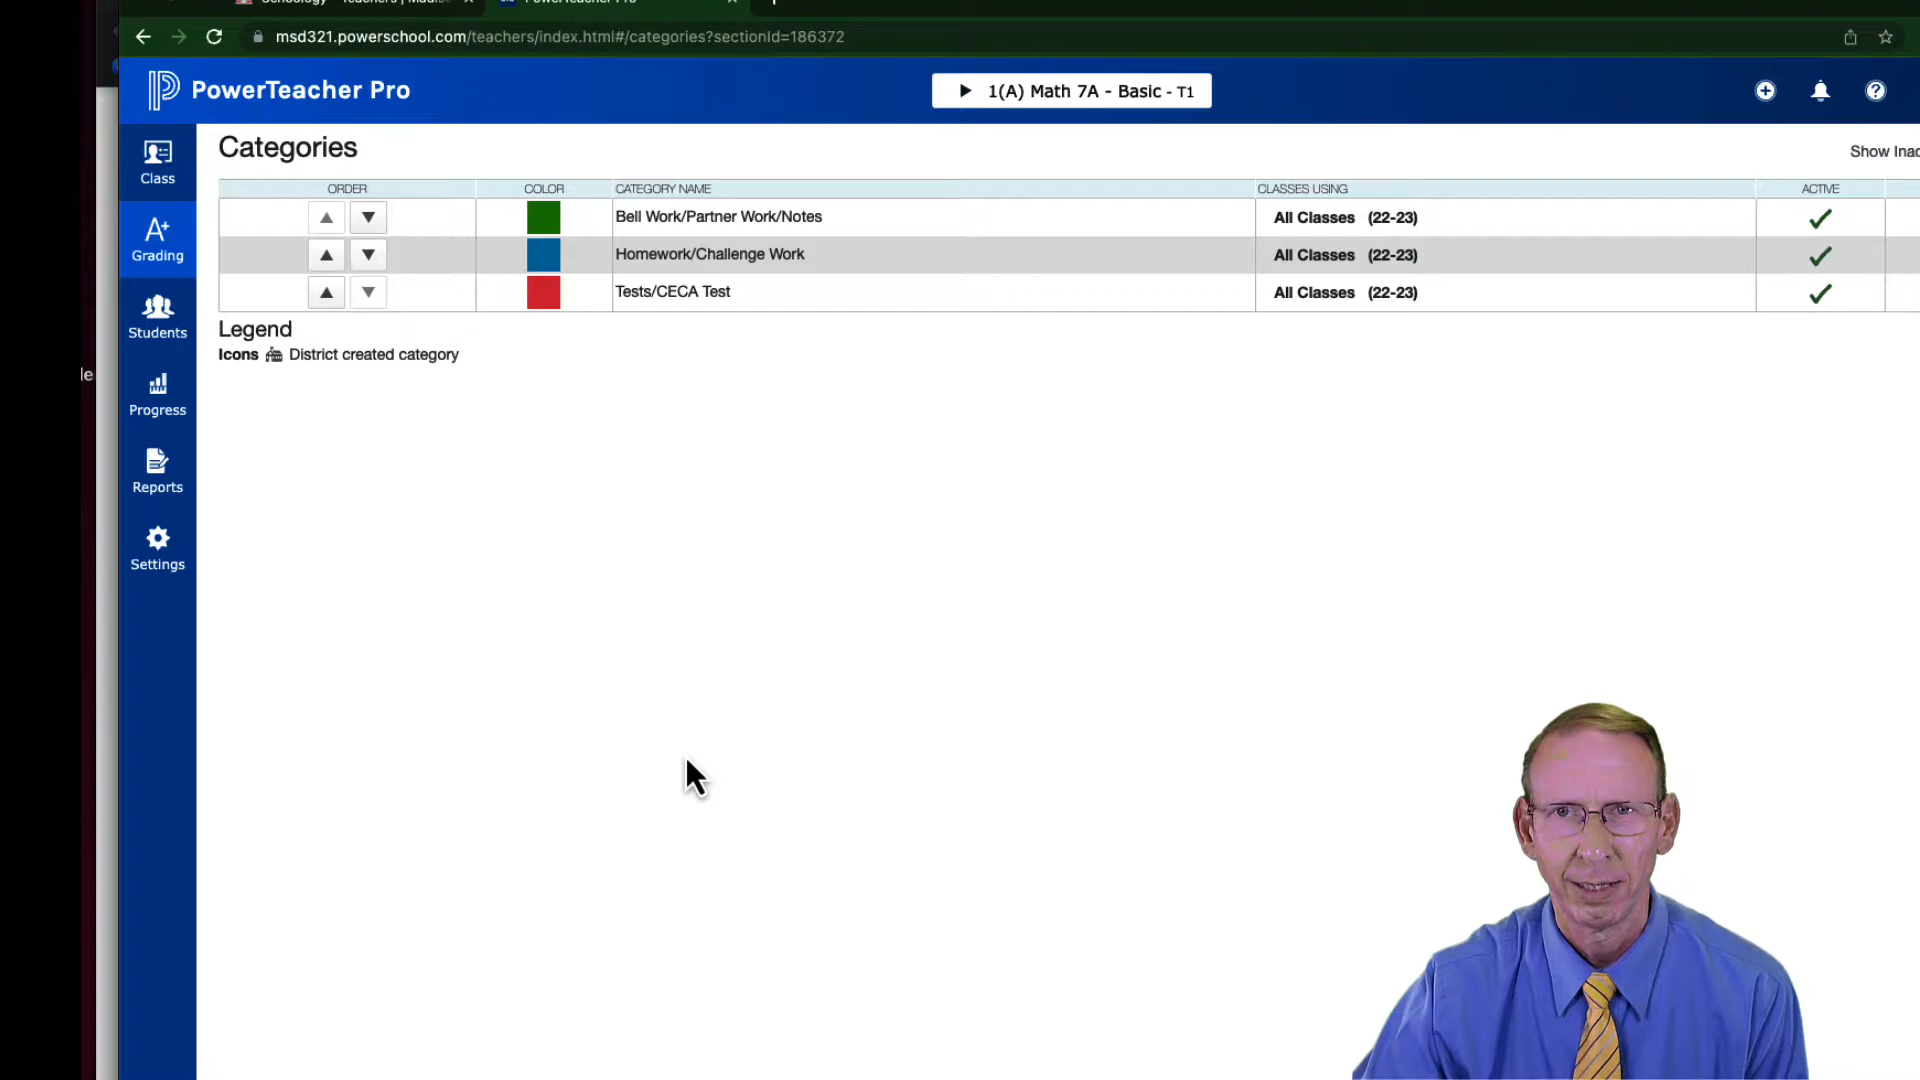 msd321.powerschool.com/teachers/index.html#/categories?sectionId=186372
PowerTeacher Pro
1(A) Math 7A - Basic - T1
Class
Grading
Students
Progress
Reports
Settings
Categories
Show Inac
ORDER COLOR CATEGORY NAME CLASSES USING ACTIVE
Bell Work/Partner Work/Notes All Classes (22-23)
Homework/Challenge Work All Classes (22-23)
Tests/CECA Test All Classes (22-23)
Legend
Icons District created category